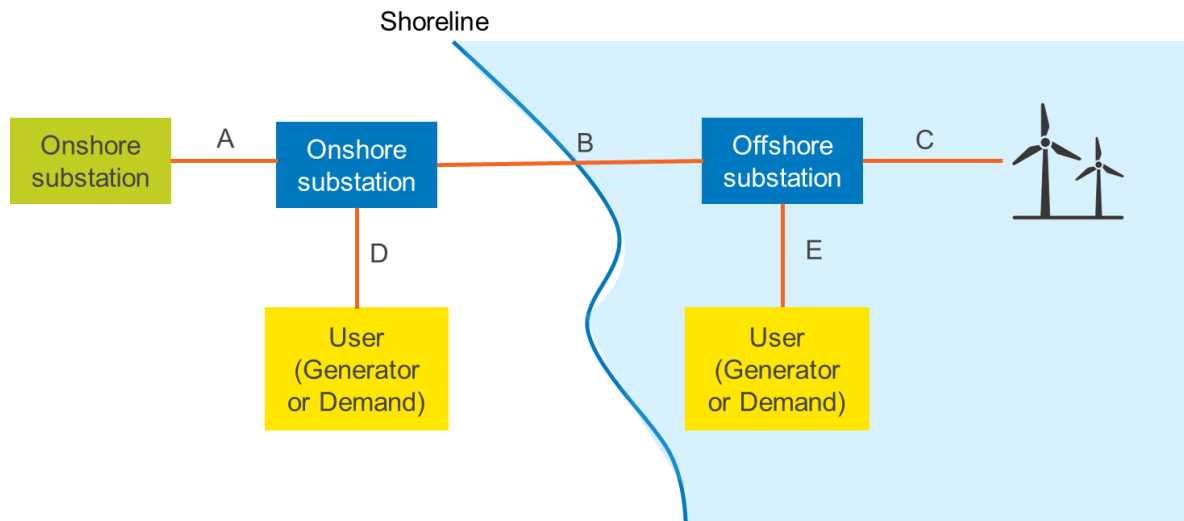 Shoreline
Onshore
substation
A
Onshore
substation
B
Offshore
substation
C
D
E
User
(Generator
or Demand)
User
(Generator
or Demand)